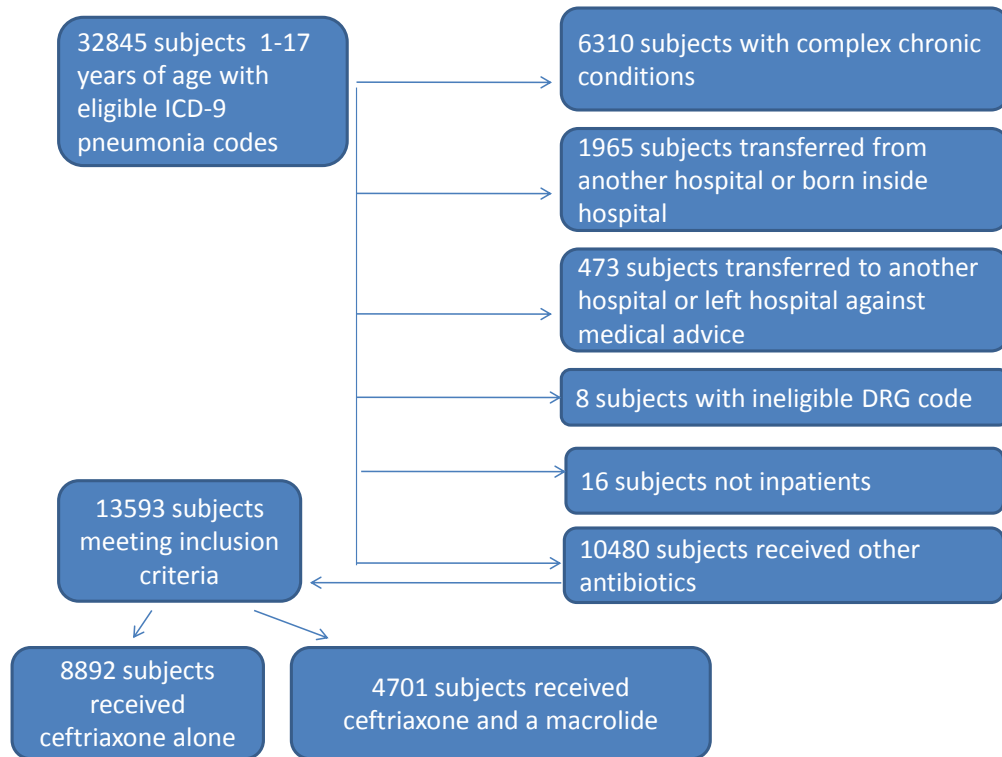 32845 subjects 1-17
years of age with
eligible ICD-9
pneumonia codes
6310 subjects with complex chronic
conditions
1965 subjects transferred from
another hospital or born inside
hospital
473 subjects transferred to another
hospital or left hospital against
medical advice
8 subjects with ineligible DRG code
16 subjects not inpatients
10480 subjects received other
antibiotics
13593 subjects
meeting inclusion
criteria
8892 subjects
received
ceftriaxone alone
4701 subjects received
ceftriaxone and a macrolide